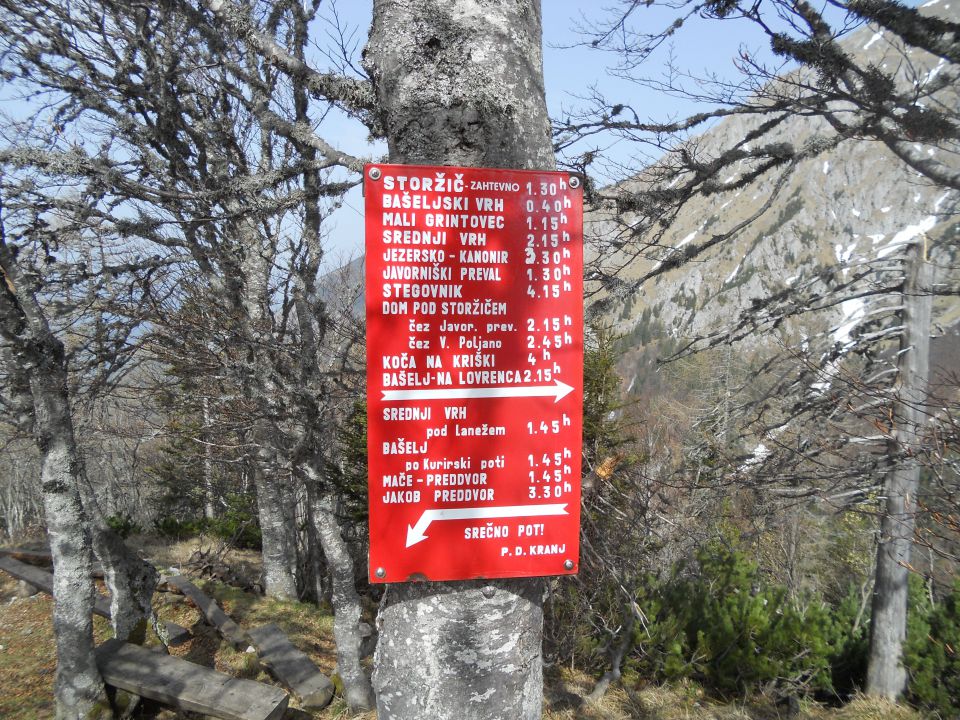 STORŽIČ - ZAHTEVNO 1.30h
BAŠELJSKI VRH 0.40h
MALI GRINTOVEC 1.15h
SREDNJI VRH 2.15h
JEZERSKO - KANONIR 3.30h
JAVORNIŠKI PREVAL 1.30h
STEGOVNIK 4.15h
DOM POD STORŽIČEM
čez Javor. prev. 2.15h
čez V. Poljano 2.45h
KOČA NA KRIŠKI 4h
BAŠELJ-NA LOVRENCA 2.15h
SREDNJI VRH
pod Lanežem 1.45h
BAŠELJ
po Kurirski poti 1.45h
MAČE - PREDDVOR 1.45h
JAKOB PREDDVOR 3.30h
SREČNO POT!
P. D. KRANJ